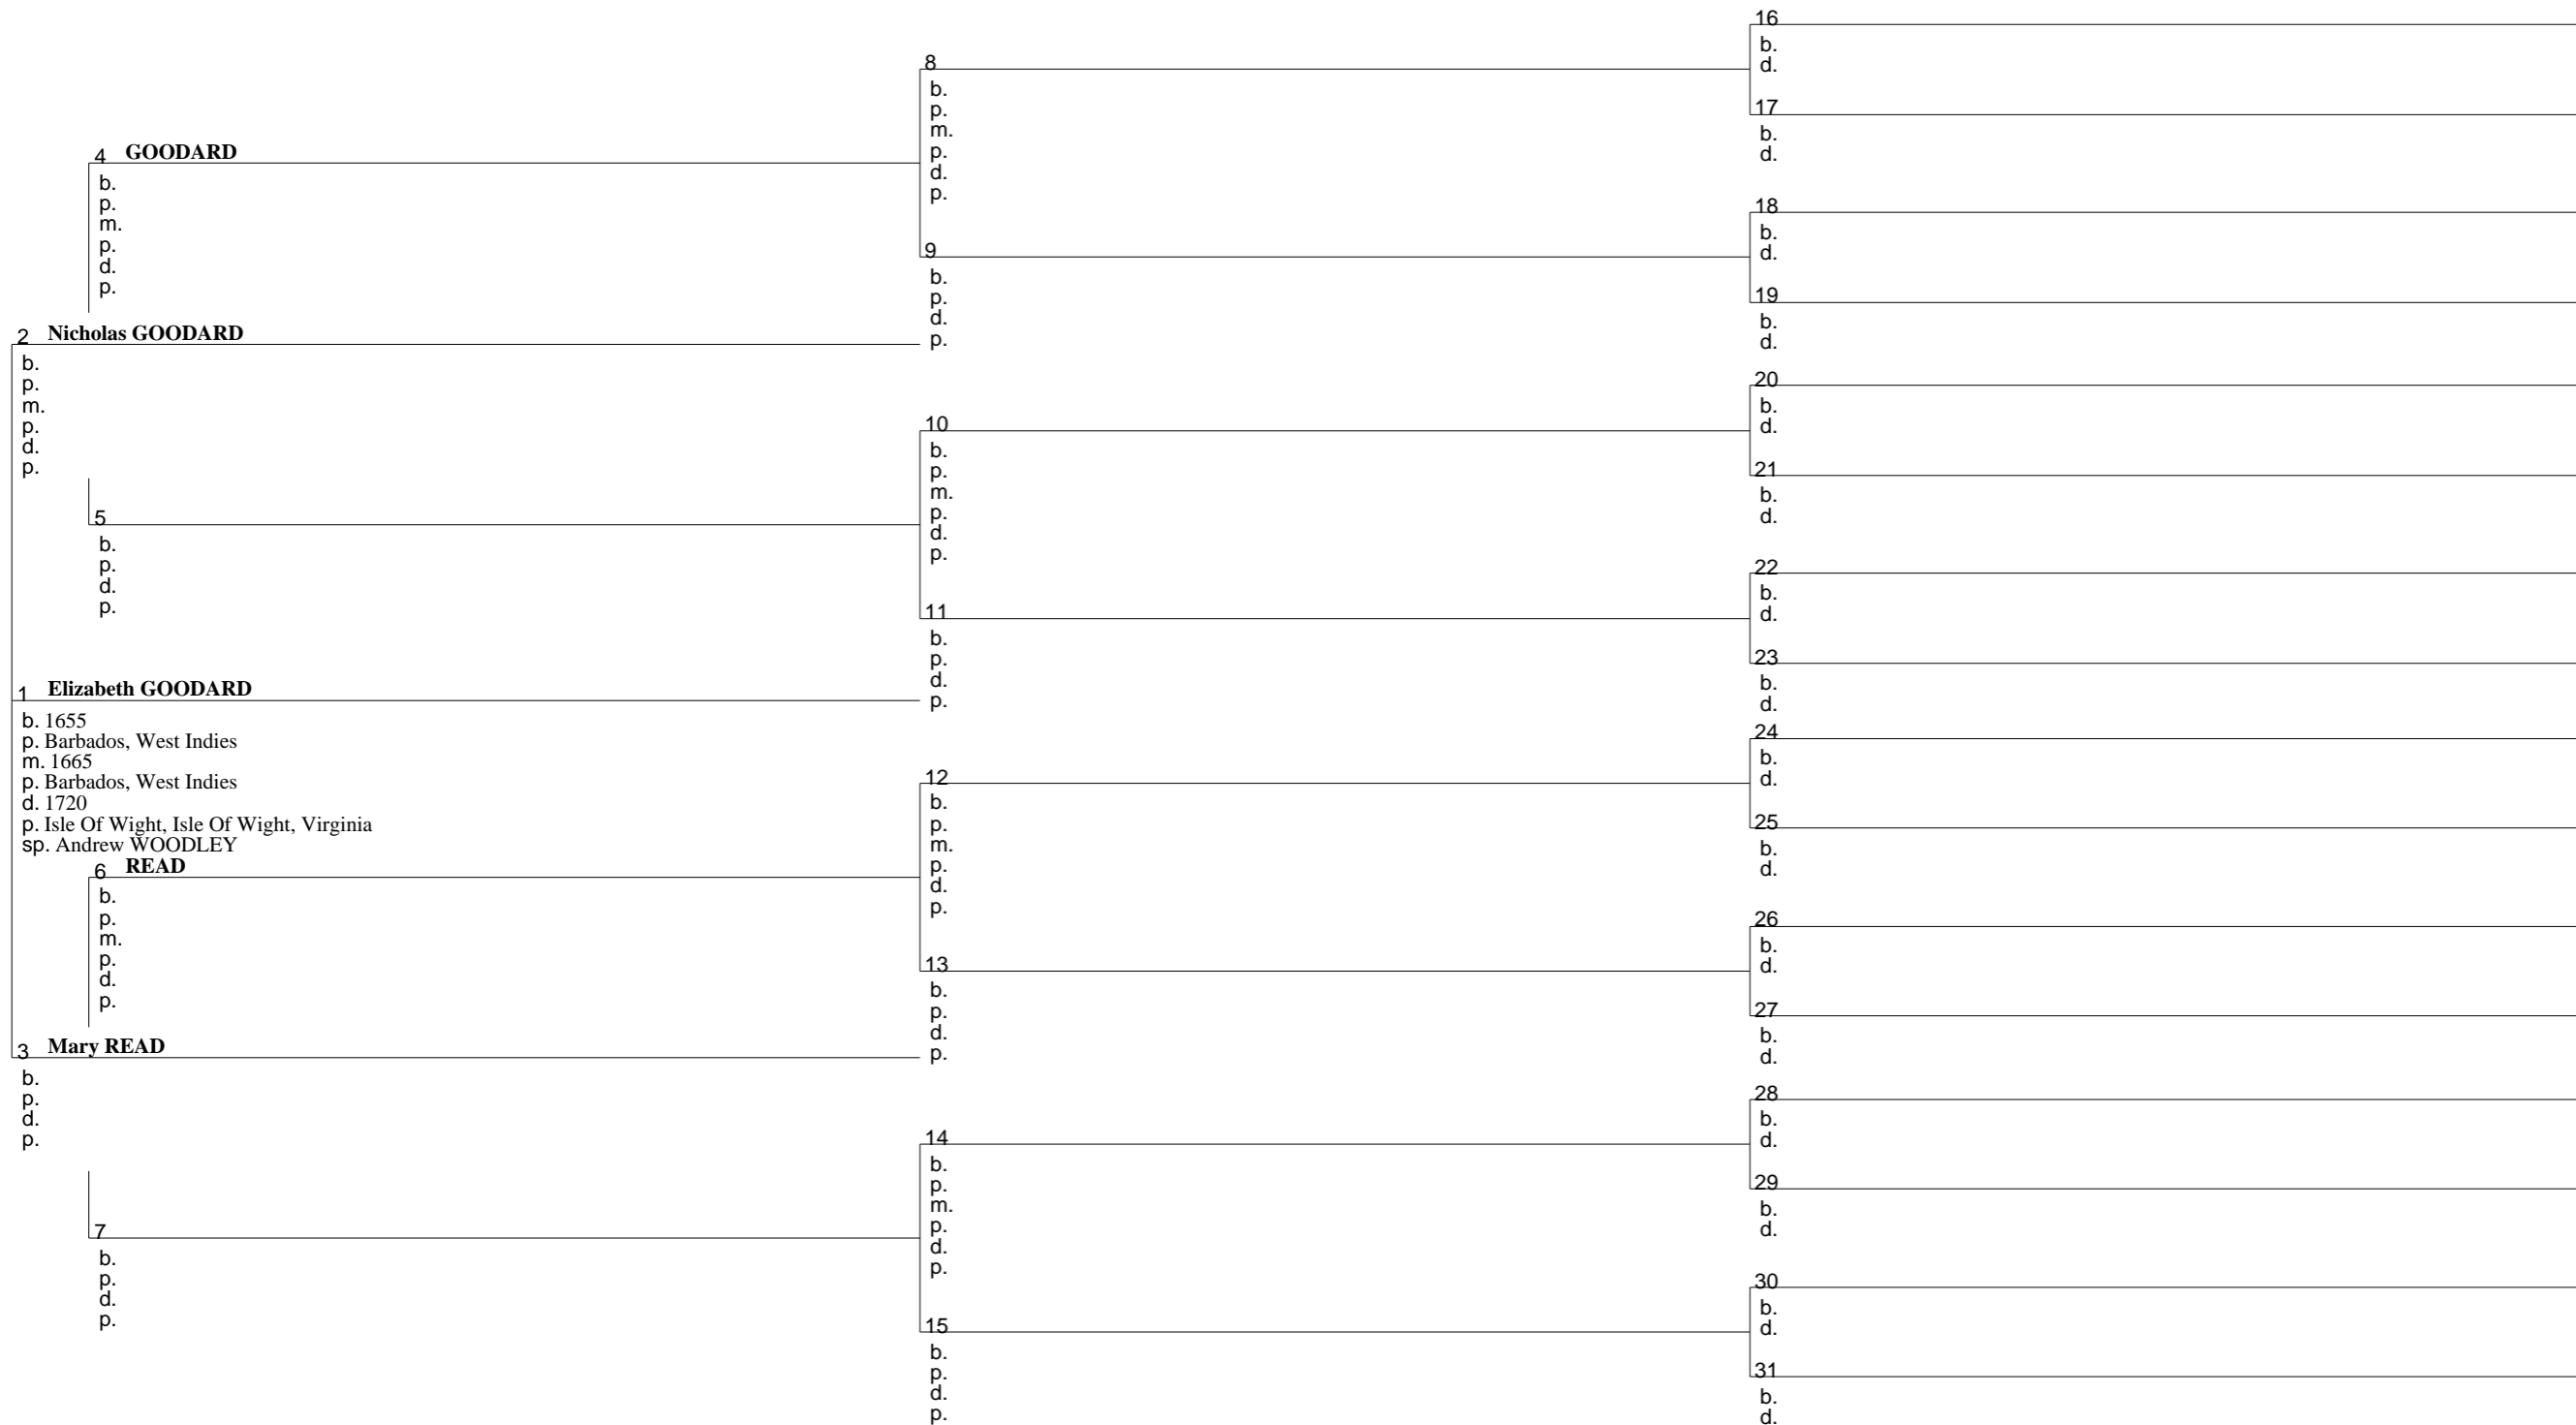 4 GOODARD
b.
p.
m.
p.
d.
p.
2 Nicholas GOODARD
b.
p.
m.
p.
d.
p.
5
b.
p.
d.
p.
1 Elizabeth GOODARD
b. 1655
p. Barbados, West Indies
m. 1665
p. Barbados, West Indies
d. 1720
p. Isle Of Wight, Isle Of Wight, Virginia
sp. Andrew WOODLEY
6 READ
b.
p.
m.
p.
d.
p.
3 Mary READ
b.
p.
d.
p.
7
b.
p.
d.
p.
8
b.
p.
m.
p.
d.
p.
9
b.
p.
d.
p.
10
b.
p.
m.
p.
d.
p.
11
b.
p.
d.
p.
12
b.
p.
m.
p.
d.
p.
13
b.
p.
d.
p.
14
b.
p.
m.
p.
d.
p.
15
b.
p.
d.
p.
16
b.
d.
17
b.
d.
18
b.
d.
19
b.
d.
20
b.
d.
21
b.
d.
22
b.
d.
23
b.
d.
24
b.
d.
25
b.
d.
26
b.
d.
27
b.
d.
28
b.
d.
29
b.
d.
30
b.
d.
31
b.
d.